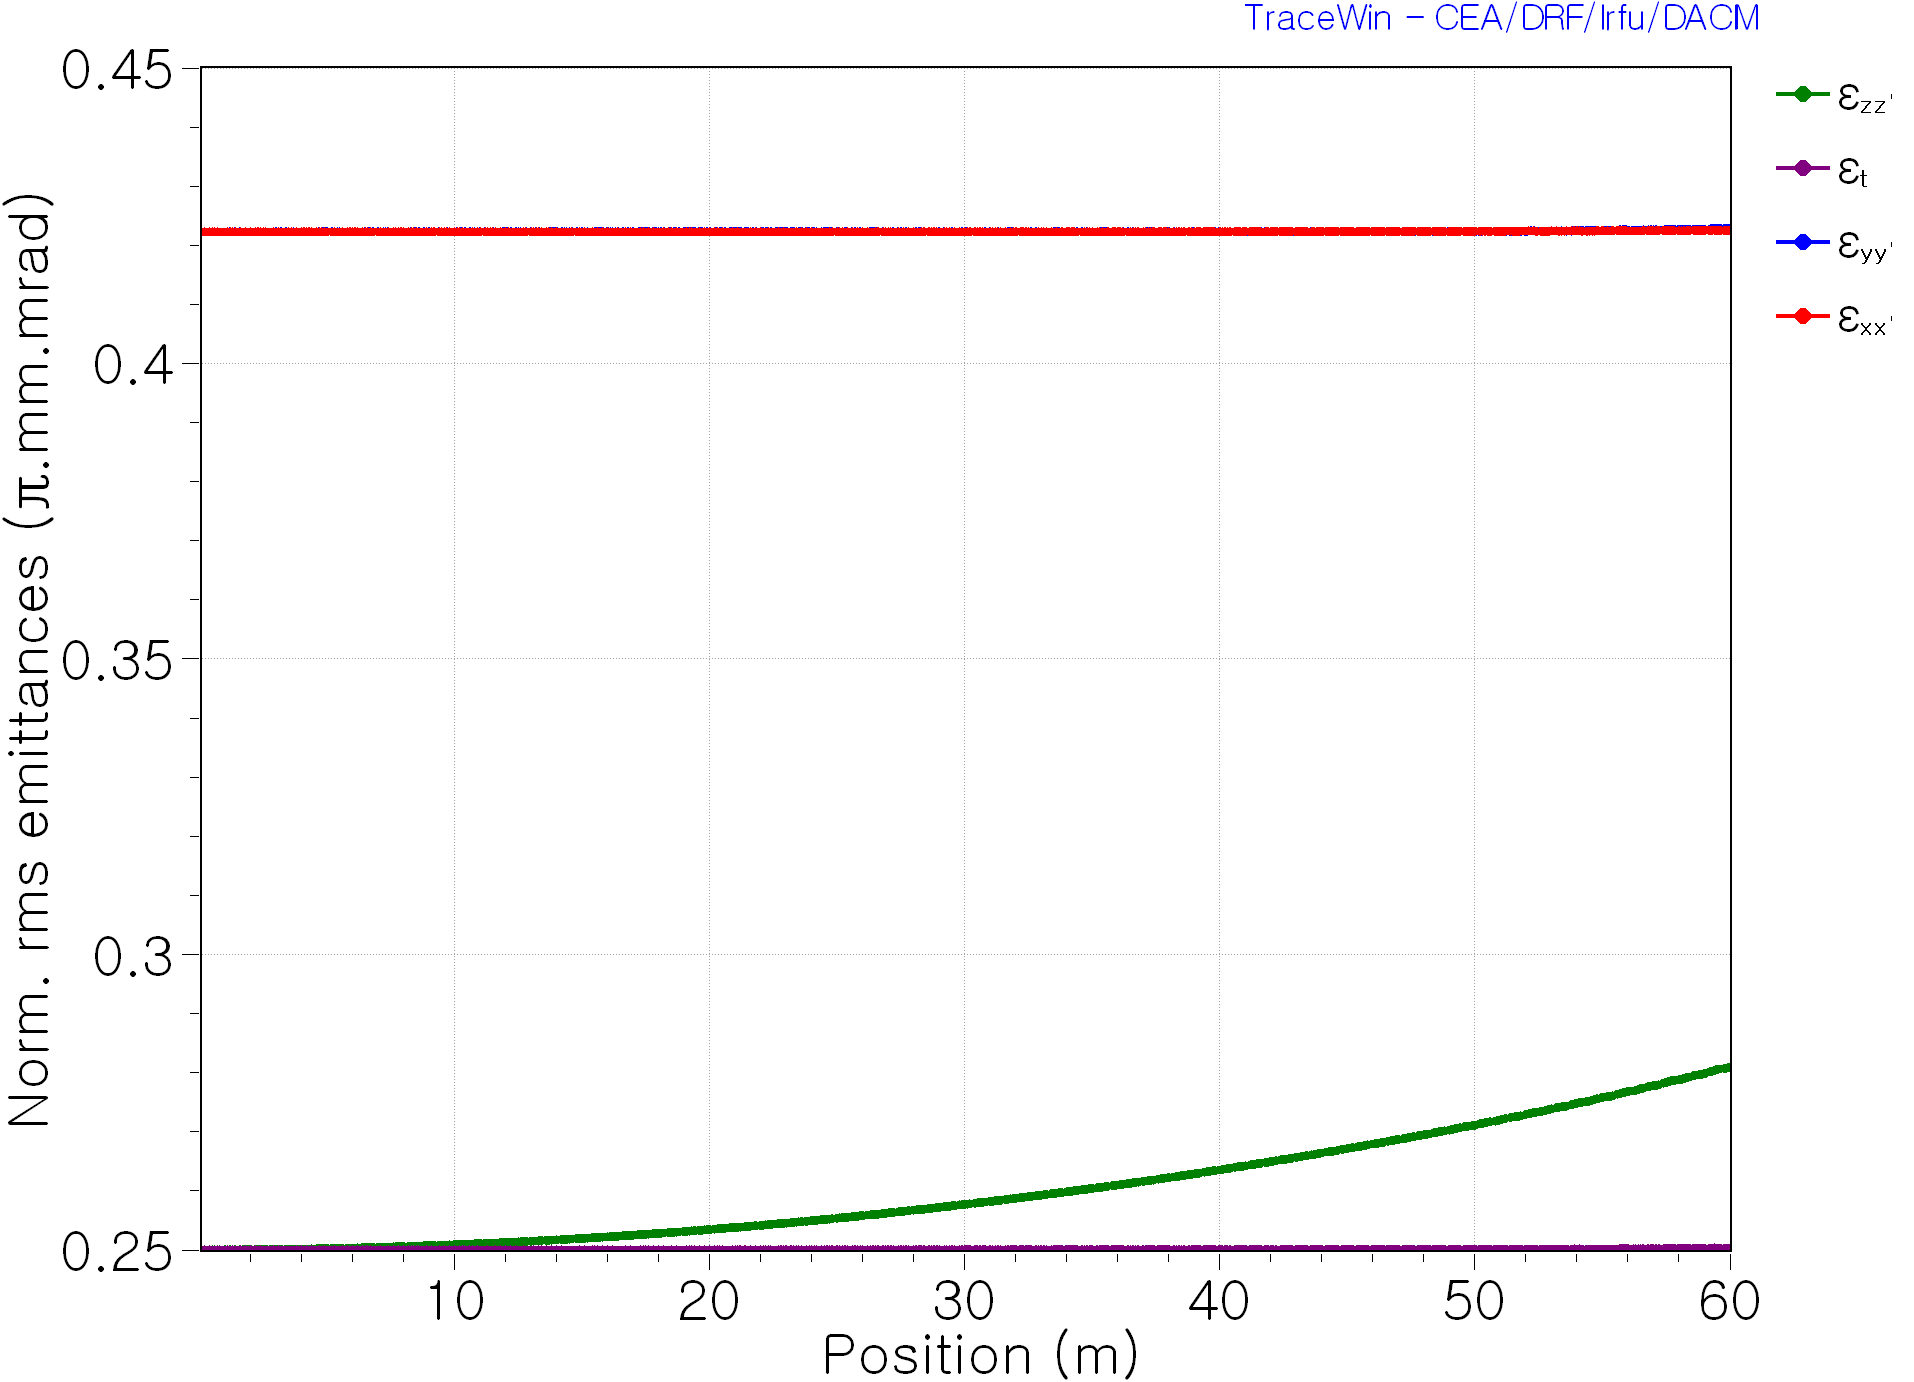 TraceWin - CEA/DRF/Irfu/DACM
Norm. rms emittances (π.mm.mrad)
0.45
0.4
0.35
0.3
0.25
10 20 30 40 50 60
Position (m)
εzz'
εt
εyy'
εxx'